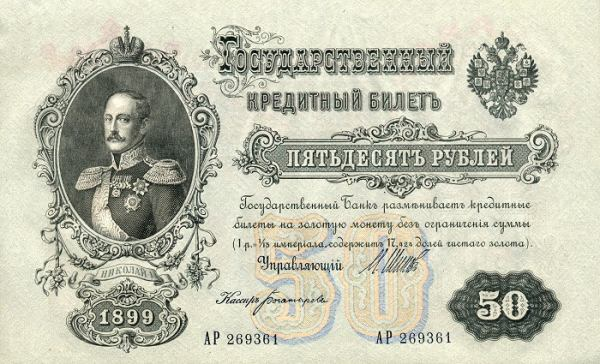 Государственный
кредитный билетъ
пятьдесятъ рублей
Государственный Банкъ размѣниваетъ кредитные
билеты на золотую монету безъ ограниченія суммы
(1 р. = 1/15 имперіала, содержитъ 17,424 долей чистаго золота).
Управляющій
Кассиръ
НИКОЛАЙ I
1899
50
50
АР 269361
АР 269361